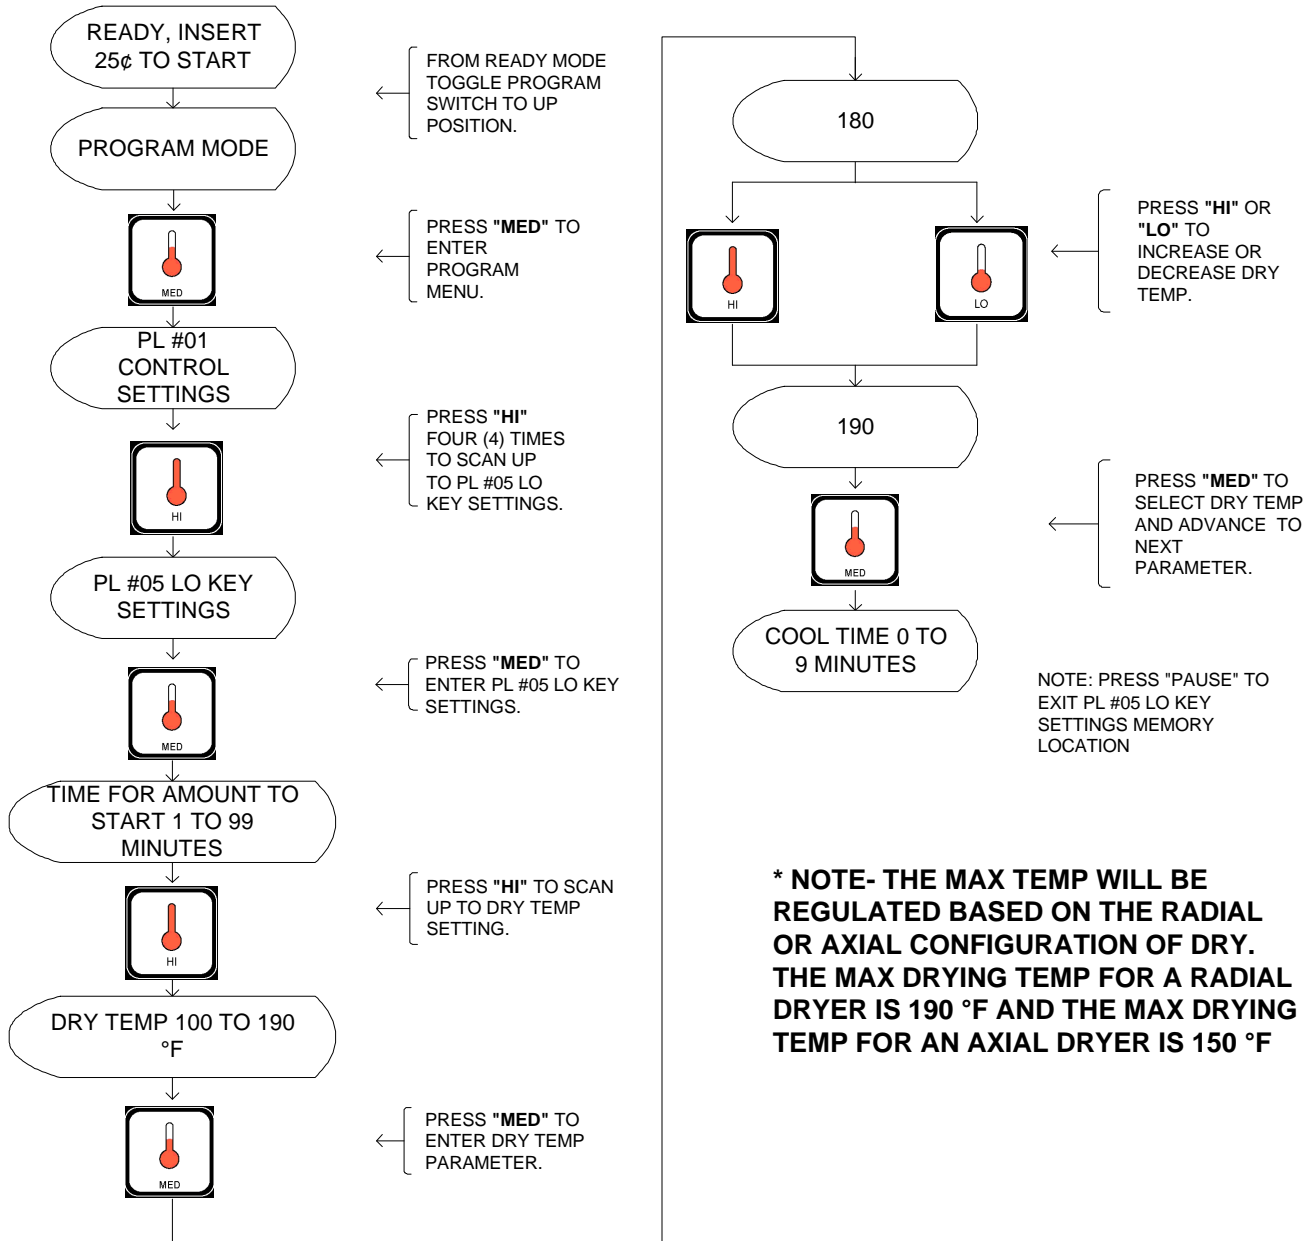 READY, INSERT
25¢ TO START
FROM READY MODE
TOGGLE PROGRAM
SWITCH TO UP
POSITION.
PROGRAM MODE
MED
PRESS "MED" TO
ENTER
PROGRAM
MENU.
PL #01
CONTROL
SETTINGS
HI
PRESS "HI"
FOUR (4) TIMES
TO SCAN UP
TO PL #05 LO
KEY SETTINGS.
PL #05 LO KEY
SETTINGS
MED
PRESS "MED" TO
ENTER PL #05 LO KEY
SETTINGS.
TIME FOR AMOUNT TO
START 1 TO 99
MINUTES
HI
PRESS "HI" TO SCAN
UP TO DRY TEMP
SETTING.
DRY TEMP 100 TO 190
°F
MED
PRESS "MED" TO
ENTER DRY TEMP
PARAMETER.
180
HI
LO
PRESS "HI" OR
"LO" TO
INCREASE OR
DECREASE DRY
TEMP.
190
MED
PRESS "MED" TO
SELECT DRY TEMP
AND ADVANCE TO
NEXT
PARAMETER.
COOL TIME 0 TO
9 MINUTES
NOTE: PRESS "PAUSE" TO
EXIT PL #05 LO KEY
SETTINGS MEMORY
LOCATION
* NOTE- THE MAX TEMP WILL BE
REGULATED BASED ON THE RADIAL
OR AXIAL CONFIGURATION OF DRY.
THE MAX DRYING TEMP FOR A RADIAL
DRYER IS 190 °F AND THE MAX DRYING
TEMP FOR AN AXIAL DRYER IS 150 °F